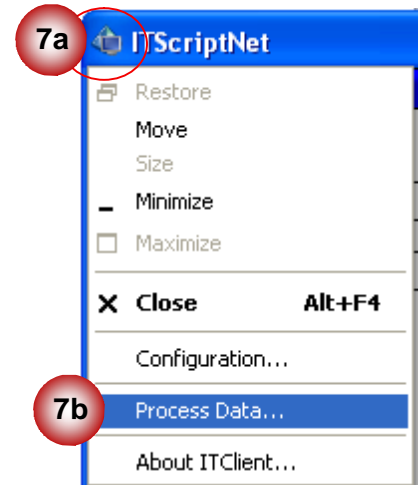 7a ITScriptNet
Restore
Move
Size
Minimize
Maximize
Close Alt+F4
Configuration...
7b Process Data...
About ITClient...